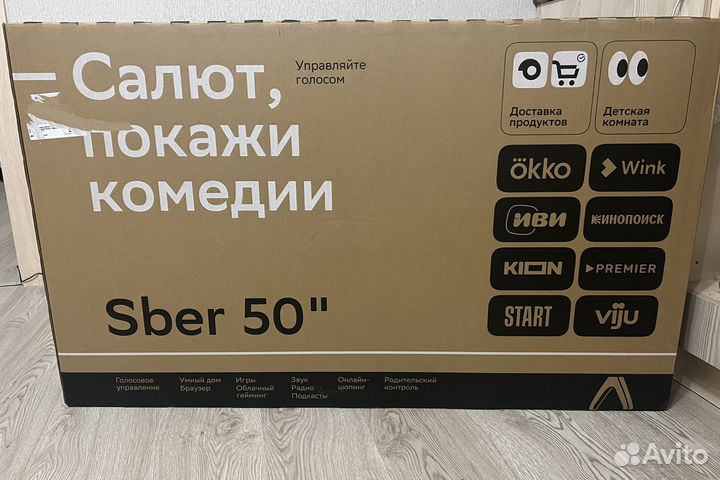 — Салют,
покажи
комедии
Управляйте
голосом
Доставка
продуктов
Детская
комната
ökko
Wink
иви
КИНОПОИСК
KION
PREMIER
START
viju
Sber 50"
Голосовое
управление
Умный дом
Браузер
Игры
Облачный
гейминг
Звук
Радио
Подкасты
Онлайн-
шопинг
Родительский
контроль
Avito